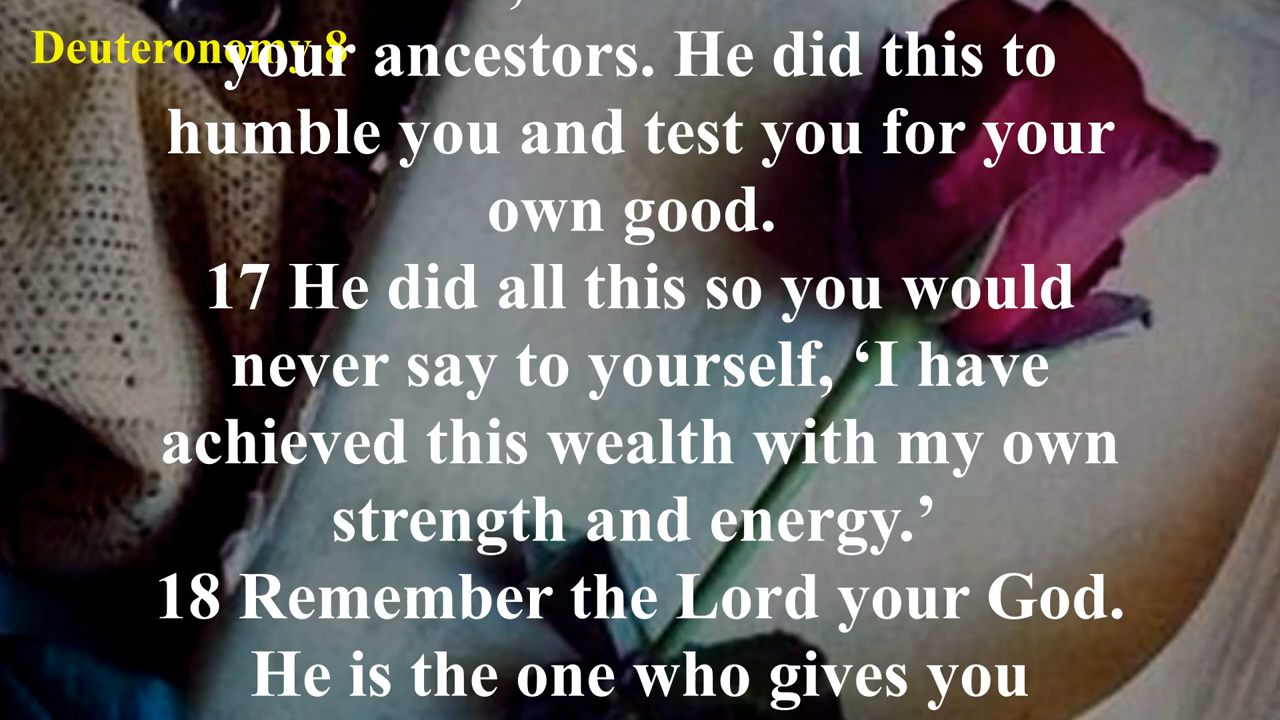 Deuteronomy 8
your ancestors. He did this to
humble you and test you for your
own good.
17 He did all this so you would
never say to yourself, ‘I have
achieved this wealth with my own
strength and energy.’
18 Remember the Lord your God.
He is the one who gives you